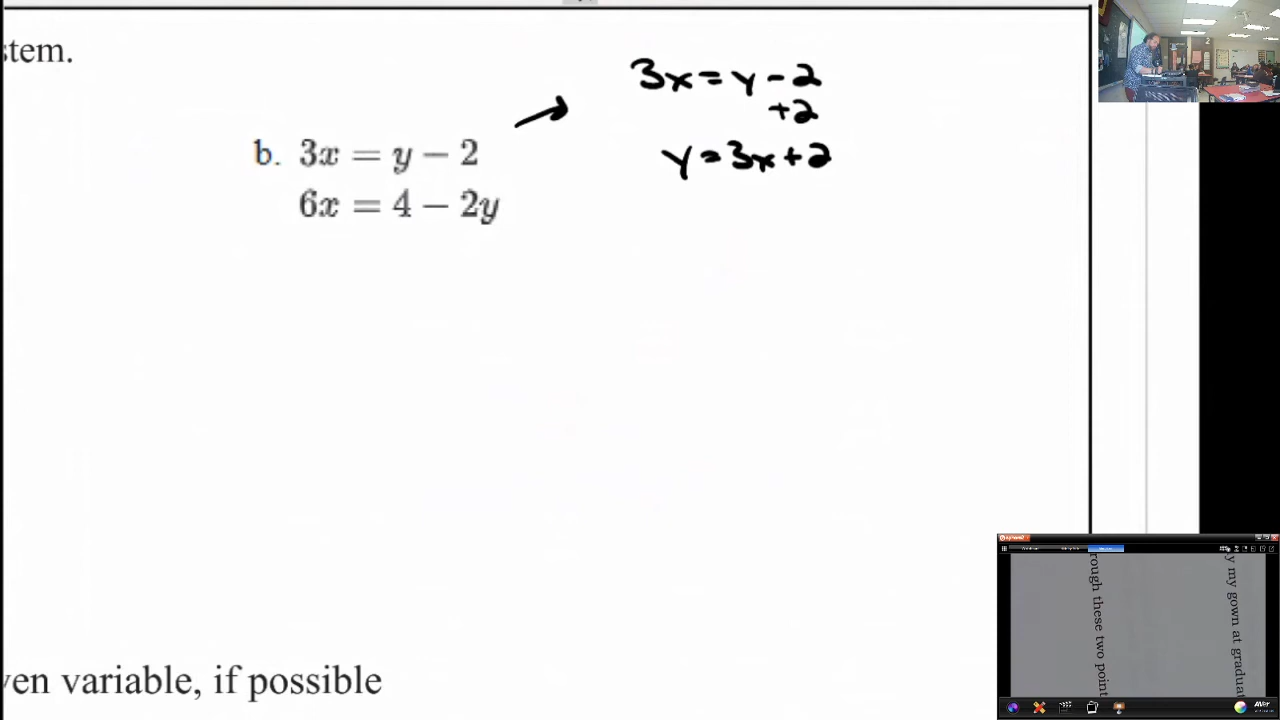 stem.
3x = y - 2
+2
y = 3x + 2
b. 3x = y − 2
6x = 4 − 2y
ven variable, if possible
rough these two point
y my gown at graduat